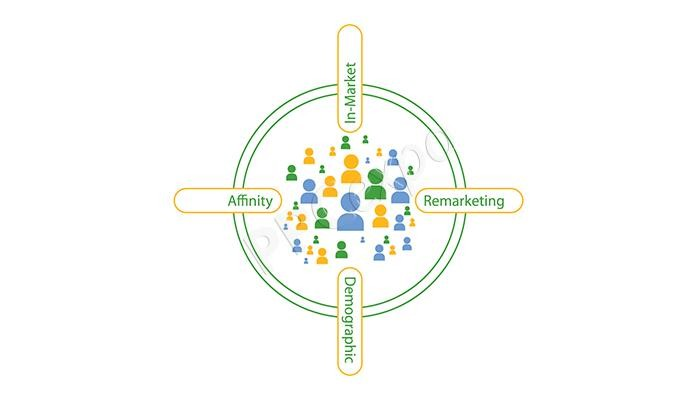 In-Market
Affinity
Remarketing
Demographic